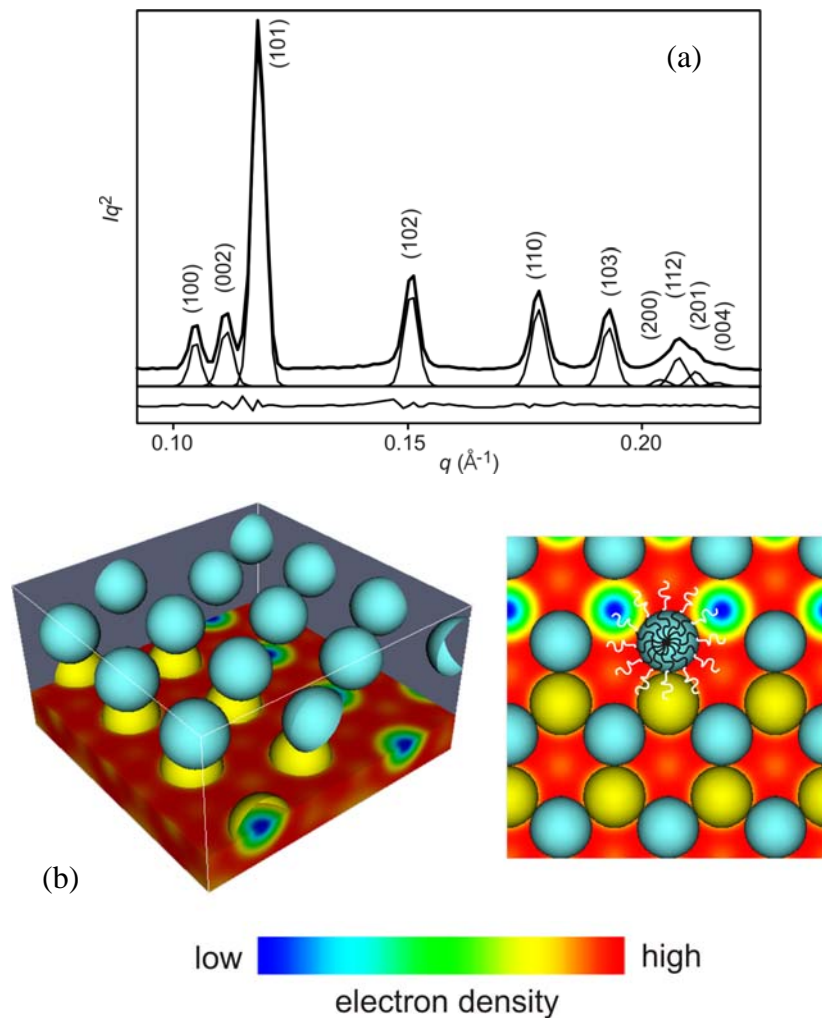 (a)
(101)
(100)
(002)
(102)
(110)
(103)
(200)
(112)
(201)
(004)
Iq²
0.10
0.15
0.20
q (Å⁻¹)
(b)
low
high
electron density